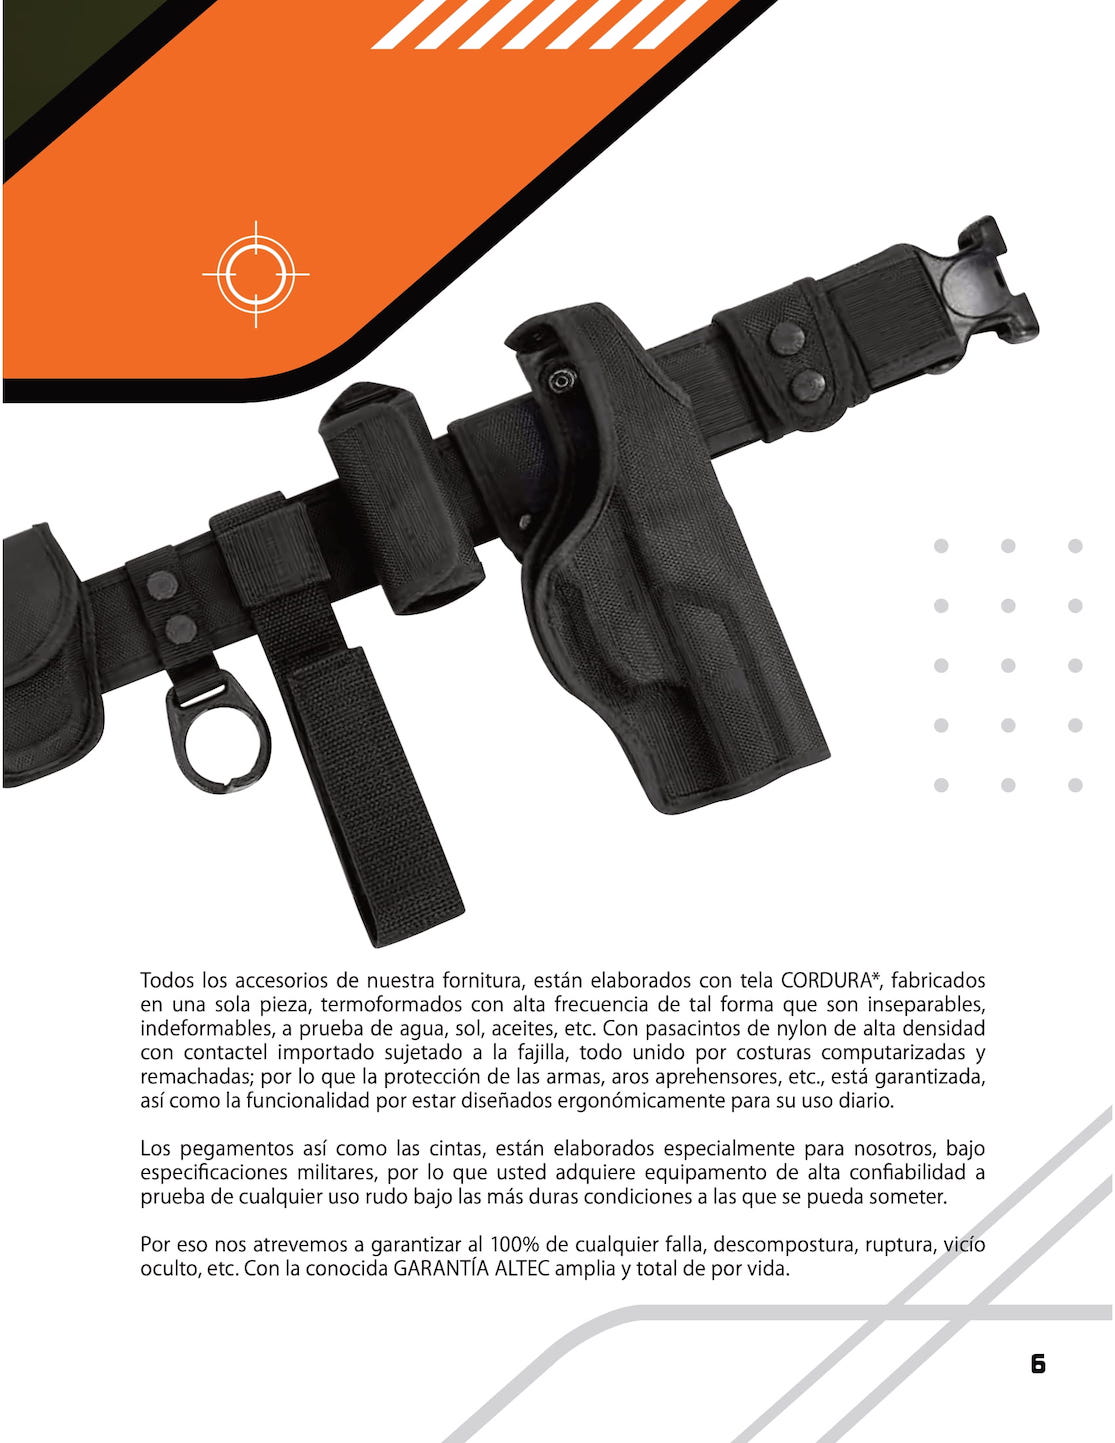 Todos los accesorios de nuestra fornitura, están elaborados con tela CORDURA*, fabricados
en una sola pieza, termoformados con alta frecuencia de tal forma que son inseparables,
indeformables, a prueba de agua, sol, aceites, etc. Con pasacintos de nylon de alta densidad
con contactel importado sujetado a la fajilla, todo unido por costuras computarizadas y
remachadas; por lo que la protección de las armas, aros aprehensores, etc., está garantizada,
así como la funcionalidad por estar diseñados ergonómicamente para su uso diario.
Los pegamentos así como las cintas, están elaborados especialmente para nosotros, bajo
especificaciones militares, por lo que usted adquiere equipamento de alta confiabilidad a
prueba de cualquier uso rudo bajo las más duras condiciones a las que se pueda someter.
Por eso nos atrevemos a garantizar al 100% de cualquier falla, descompostura, ruptura, vicío
oculto, etc. Con la conocida GARANTÍA ALTEC amplia y total de por vida.
6